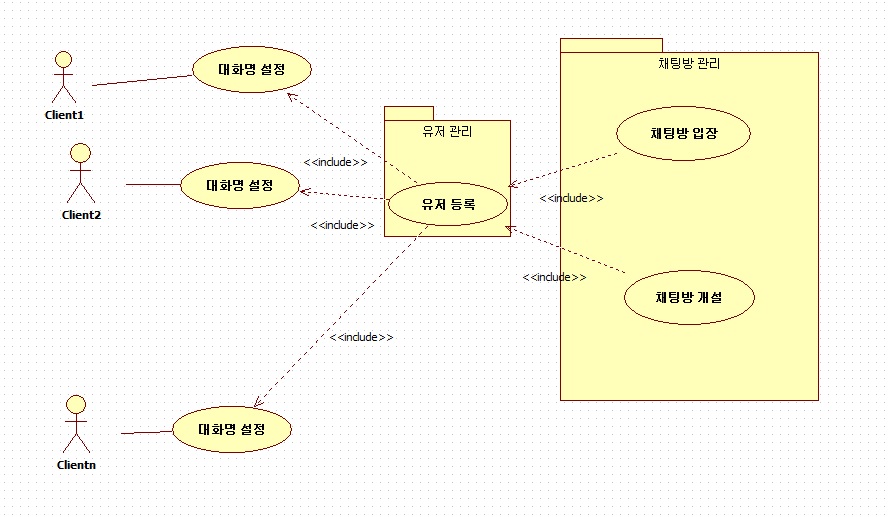 대화명 설정
Client1
채팅방 관리
유저 관리
채팅방 입장
<<include>>
대화명 설정
Client2
유저 등록
<<include>>
<<include>>
<<include>>
채팅방 개설
<<include>>
대화명 설정
Clientn